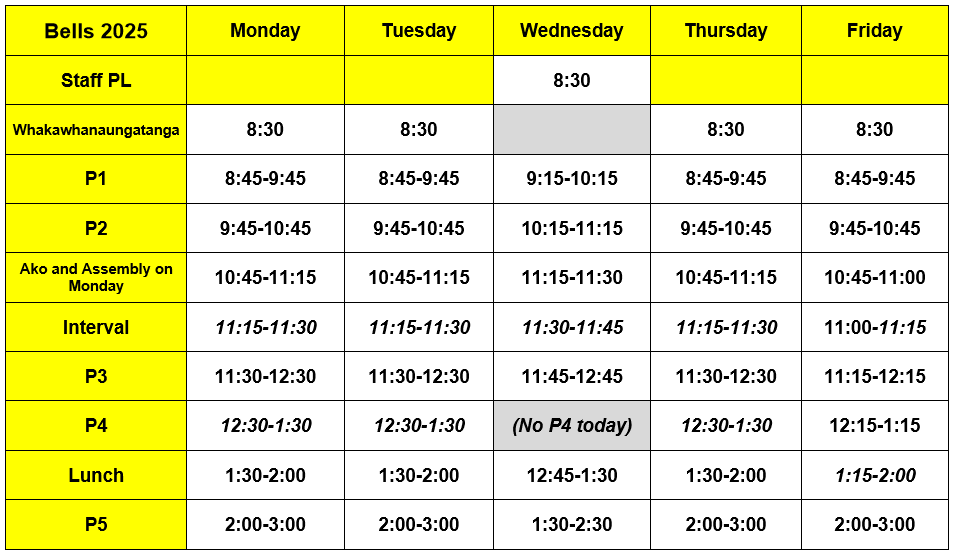 Bells 2025 Monday Tuesday Wednesday Thursday Friday
Staff PL 8:30
Whakawhanaungatanga 8:30 8:30 8:30 8:30
P1 8:45-9:45 8:45-9:45 9:15-10:15 8:45-9:45 8:45-9:45
P2 9:45-10:45 9:45-10:45 10:15-11:15 9:45-10:45 9:45-10:45
Ako and Assembly on
Monday 10:45-11:15 10:45-11:15 11:15-11:30 10:45-11:15 10:45-11:00
Interval 11:15-11:30 11:15-11:30 11:30-11:45 11:15-11:30 11:00-11:15
P3 11:30-12:30 11:30-12:30 11:45-12:45 11:30-12:30 11:15-12:15
P4 12:30-1:30 12:30-1:30 (No P4 today) 12:30-1:30 12:15-1:15
Lunch 1:30-2:00 1:30-2:00 12:45-1:30 1:30-2:00 1:15-2:00
P5 2:00-3:00 2:00-3:00 1:30-2:30 2:00-3:00 2:00-3:00